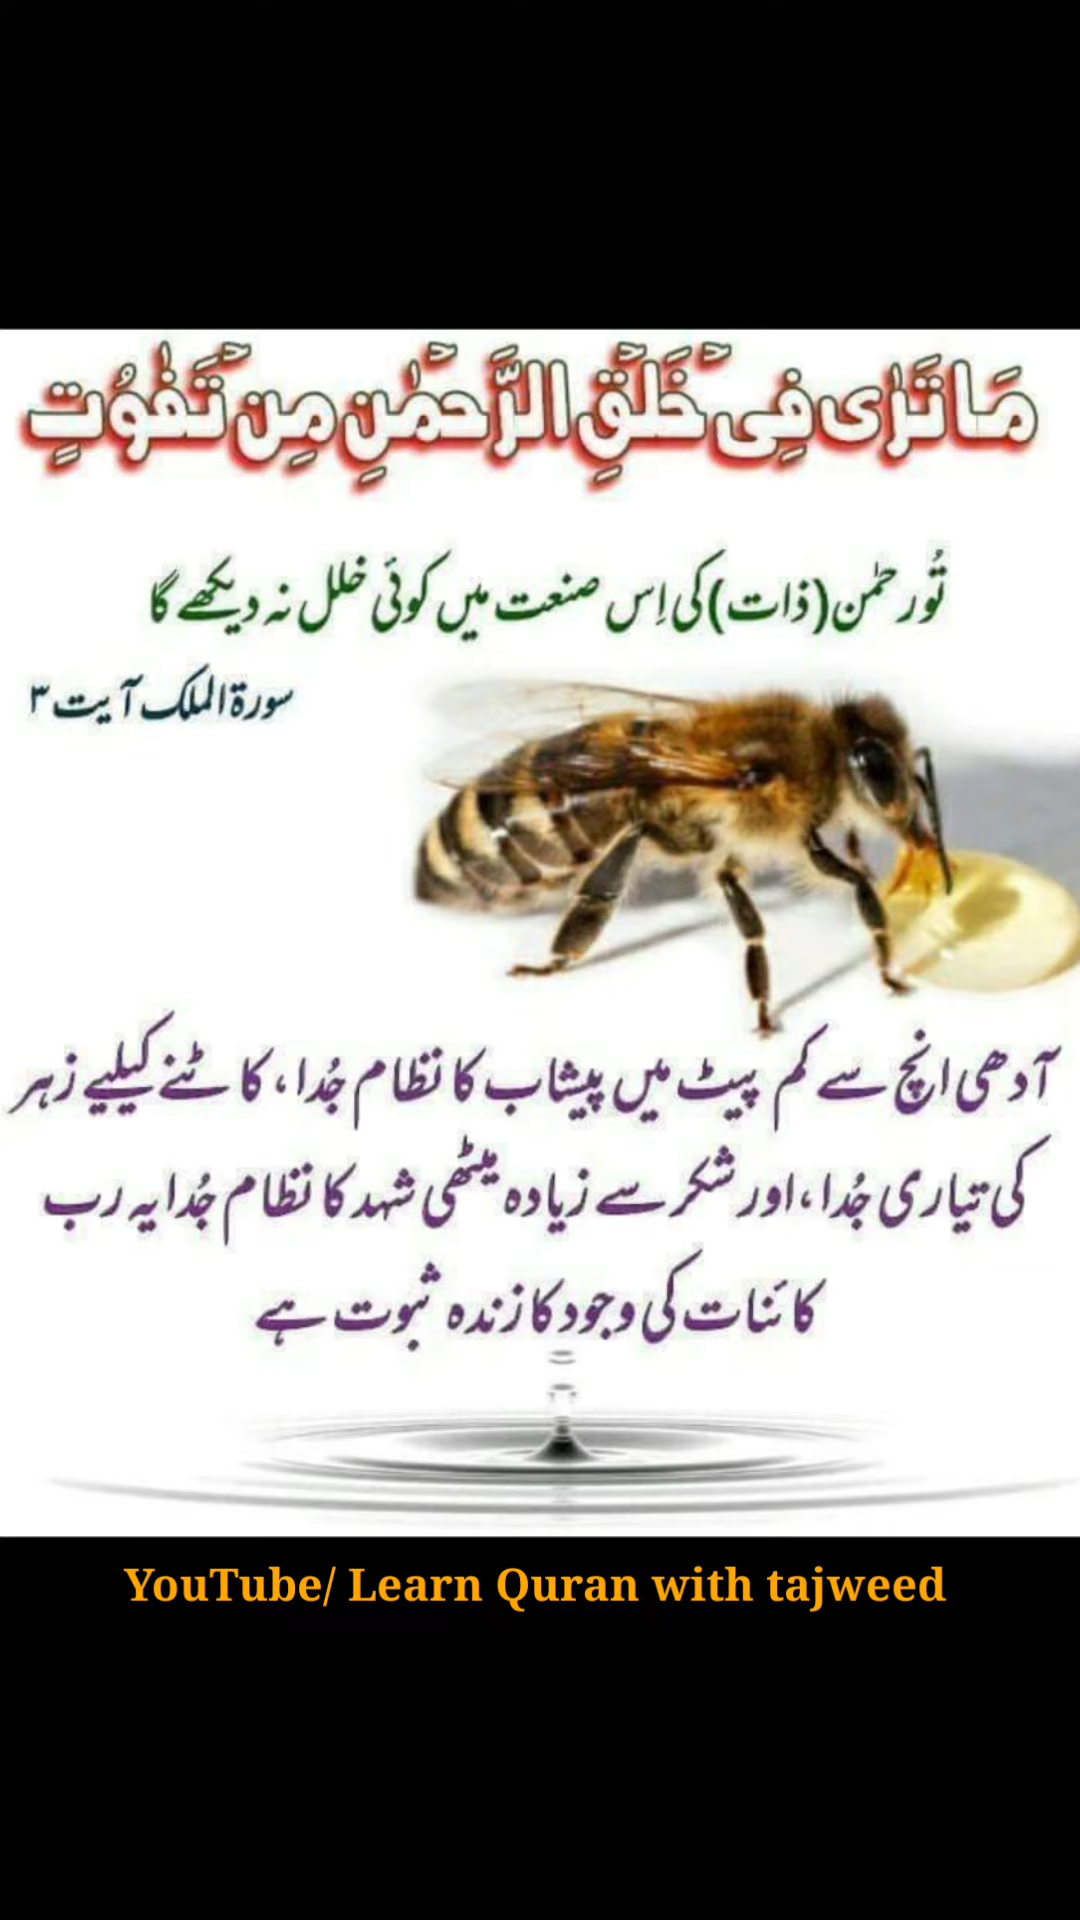 مَا تَرٰى فِىْ خَلْقِ الرَّحْمٰنِ مِنْ تَفٰوُتٍ
تُو رحمٰن (ذات) کی اِس صنعت میں کوئی خلل نہ دیکھے گا
سورۃ الملک آیت ۳
آدھی انچ سے کم پیٹ میں پیشاب کا نظام جُدا، کاٹنے کیلیے زہر
کی تیاری جُدا، اور شکر سے زیادہ میٹھی شہد کا نظام جُدا یہ رب
کائنات کی وجود کا زندہ ثبوت ہے
YouTube/ Learn Quran with tajweed